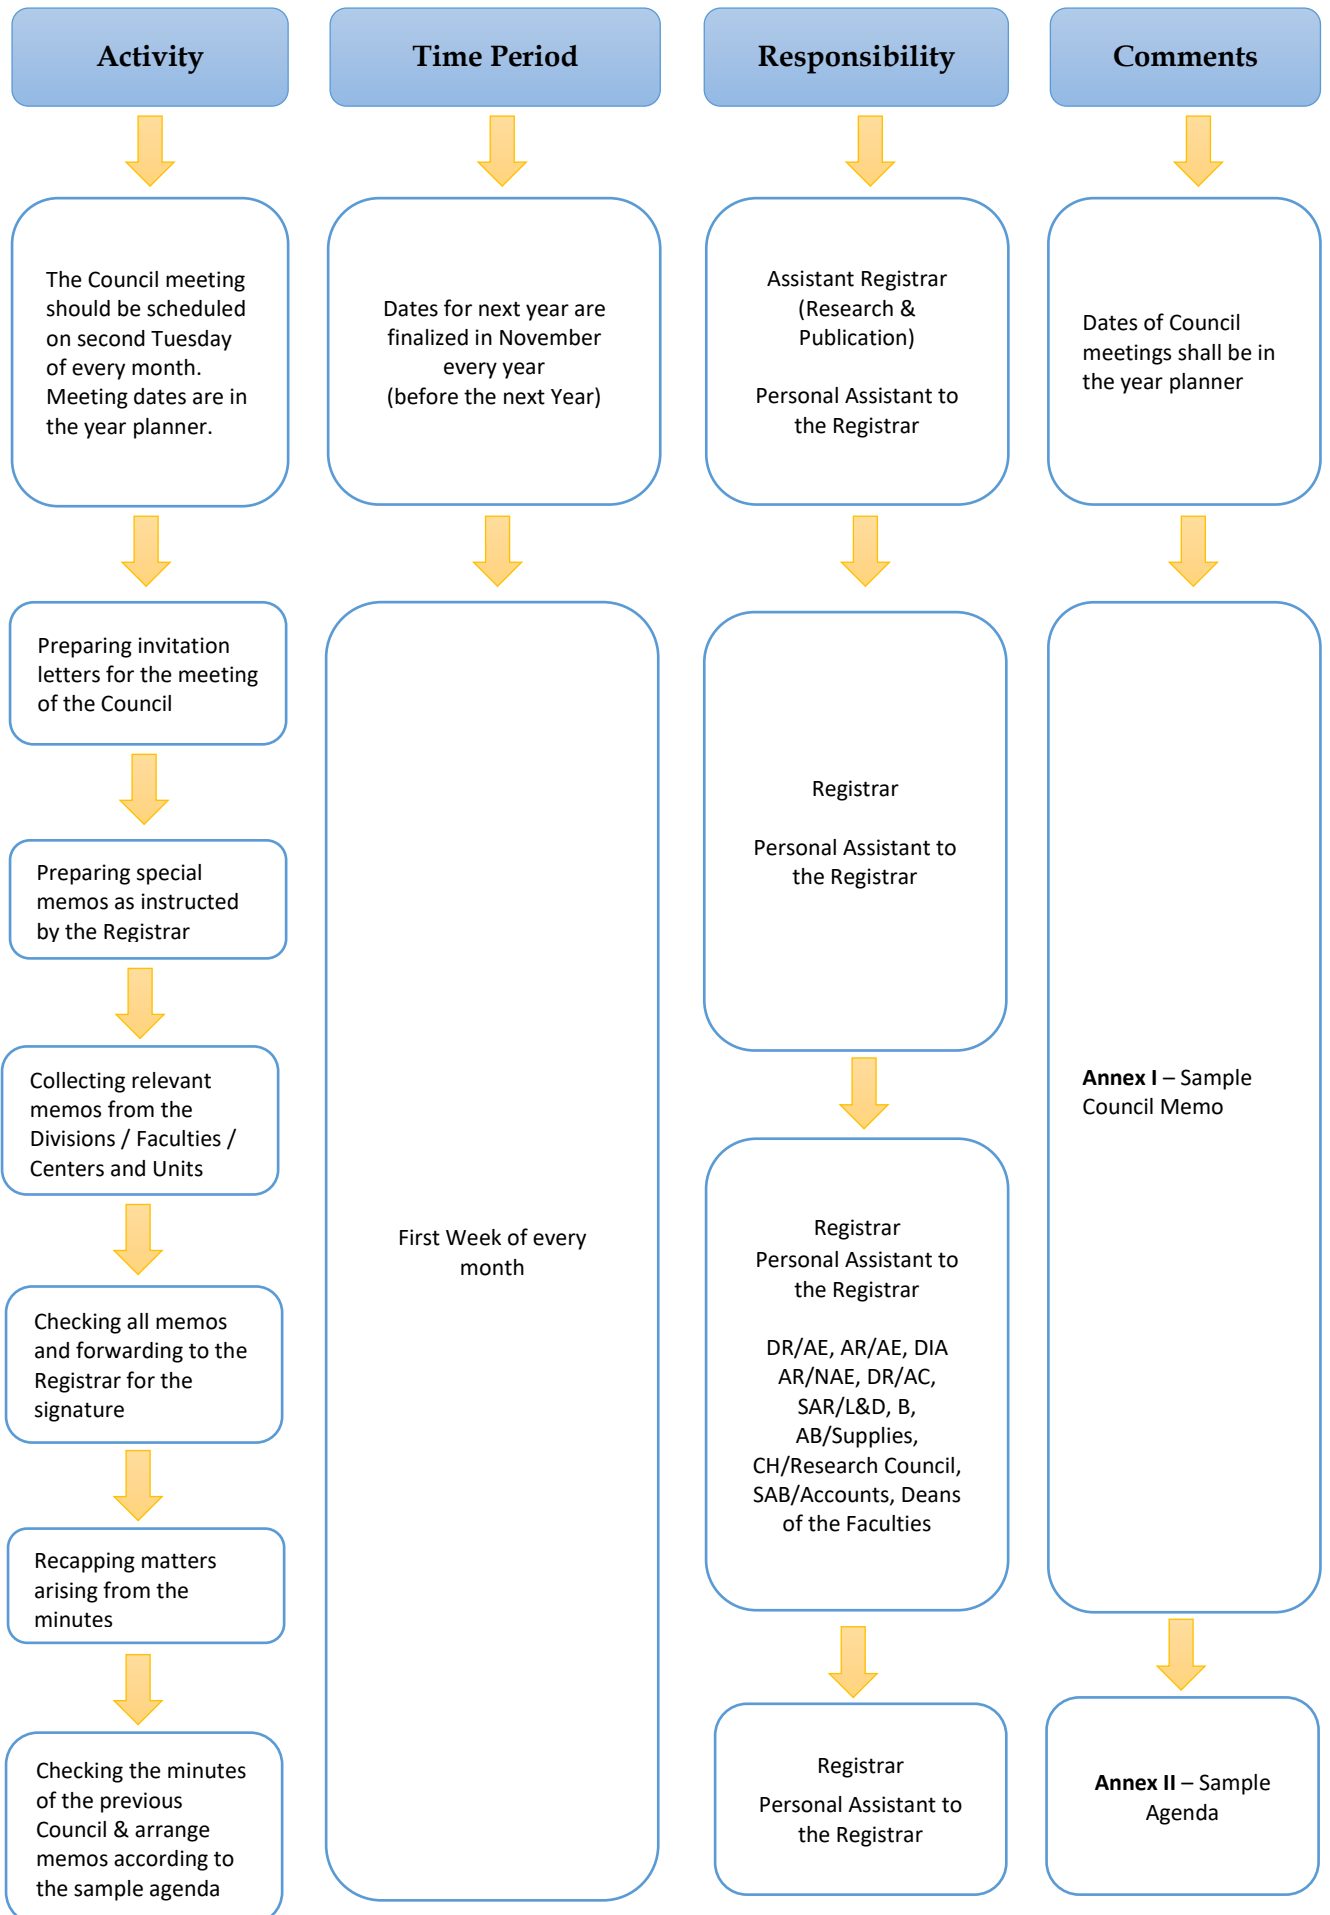 Activity
Time Period
Responsibility
Comments
The Council meeting
should be scheduled
on second Tuesday
of every month.
Meeting dates are in
the year planner.
Dates for next year are
finalized in November
every year
(before the next Year)
Assistant Registrar
(Research &
Publication)
Personal Assistant to
the Registrar
Dates of Council
meetings shall be in
the year planner
Preparing invitation
letters for the meeting
of the Council
Preparing special
memos as instructed
by the Registrar
Collecting relevant
memos from the
Divisions / Faculties /
Centers and Units
Checking all memos
and forwarding to the
Registrar for the
signature
Recapping matters
arising from the
minutes
Checking the minutes
of the previous
Council & arrange
memos according to
the sample agenda
First Week of every
month
Registrar
Personal Assistant to
the Registrar
Registrar
Personal Assistant to
the Registrar
DR/AE, AR/AE, DIA
AR/NAE, DR/AC,
SAR/L&D, B,
AB/Supplies,
CH/Research Council,
SAB/Accounts, Deans
of the Faculties
Registrar
Personal Assistant to
the Registrar
Annex I – Sample
Council Memo
Annex II – Sample
Agenda